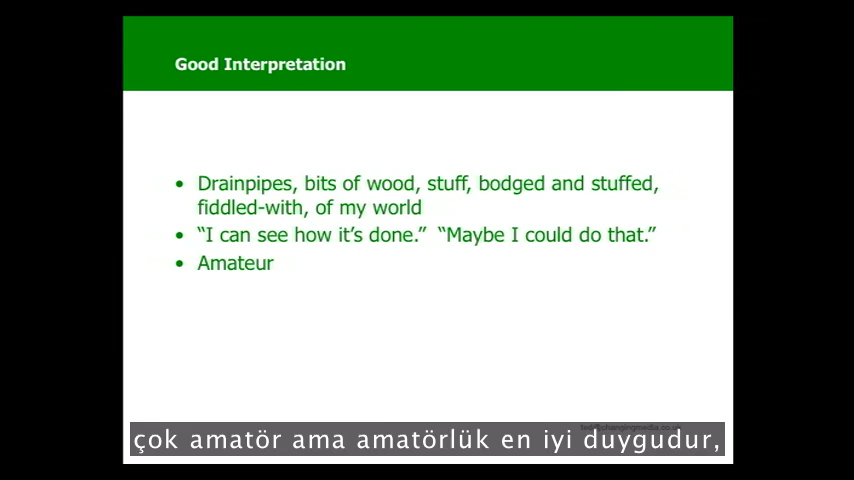 Good Interpretation
• Drainpipes, bits of wood, stuff, bodged and stuffed,
fiddled-with, of my world
• “I can see how it’s done.”  “Maybe I could do that.”
• Amateur
çok amatör ama amatörlük en iyi duygudur,